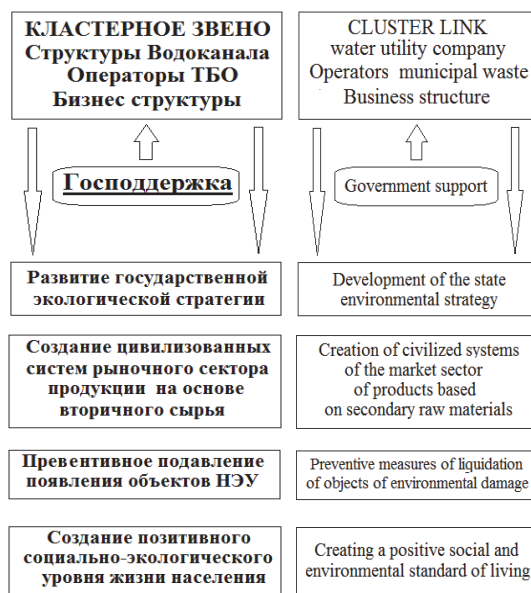 КЛАСТЕРНОЕ ЗВЕНО
Структуры Водоканала
Операторы ТБО
Бизнес структуры
Господдержка
Развитие государственной
экологической стратегии
Создание цивилизованных
систем рыночного сектора
продукции на основе
вторичного сырья
Превентивное подавление
появления объектов НЭУ
Создание позитивного
социально-экологического
уровня жизни населения
CLUSTER LINK
water utility company
Operators municipal waste
Business structure
Government support
Development of the state
environmental strategy
Creation of civilized systems
of the market sector
of products based
on secondary raw materials
Preventive measures of liquidation
of objects of environmental damage
Creating a positive social and
environmental standard of living